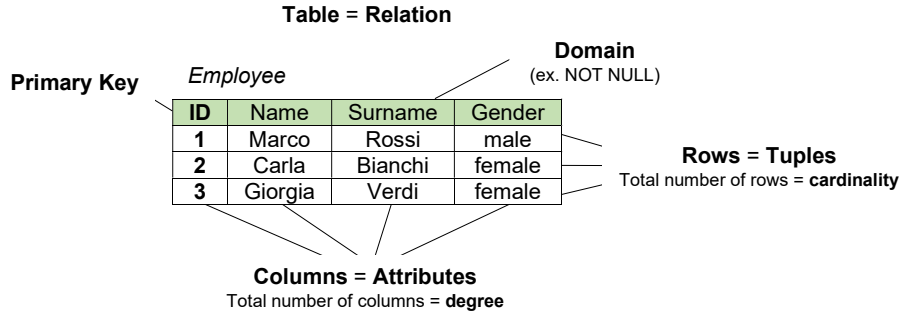 Table = Relation
Domain
(ex. NOT NULL)
Primary Key
Employee
ID Name Surname Gender
1 Marco Rossi male
2 Carla Bianchi female
3 Giorgia Verdi female
Rows = Tuples
Total number of rows = cardinality
Columns = Attributes
Total number of columns = degree